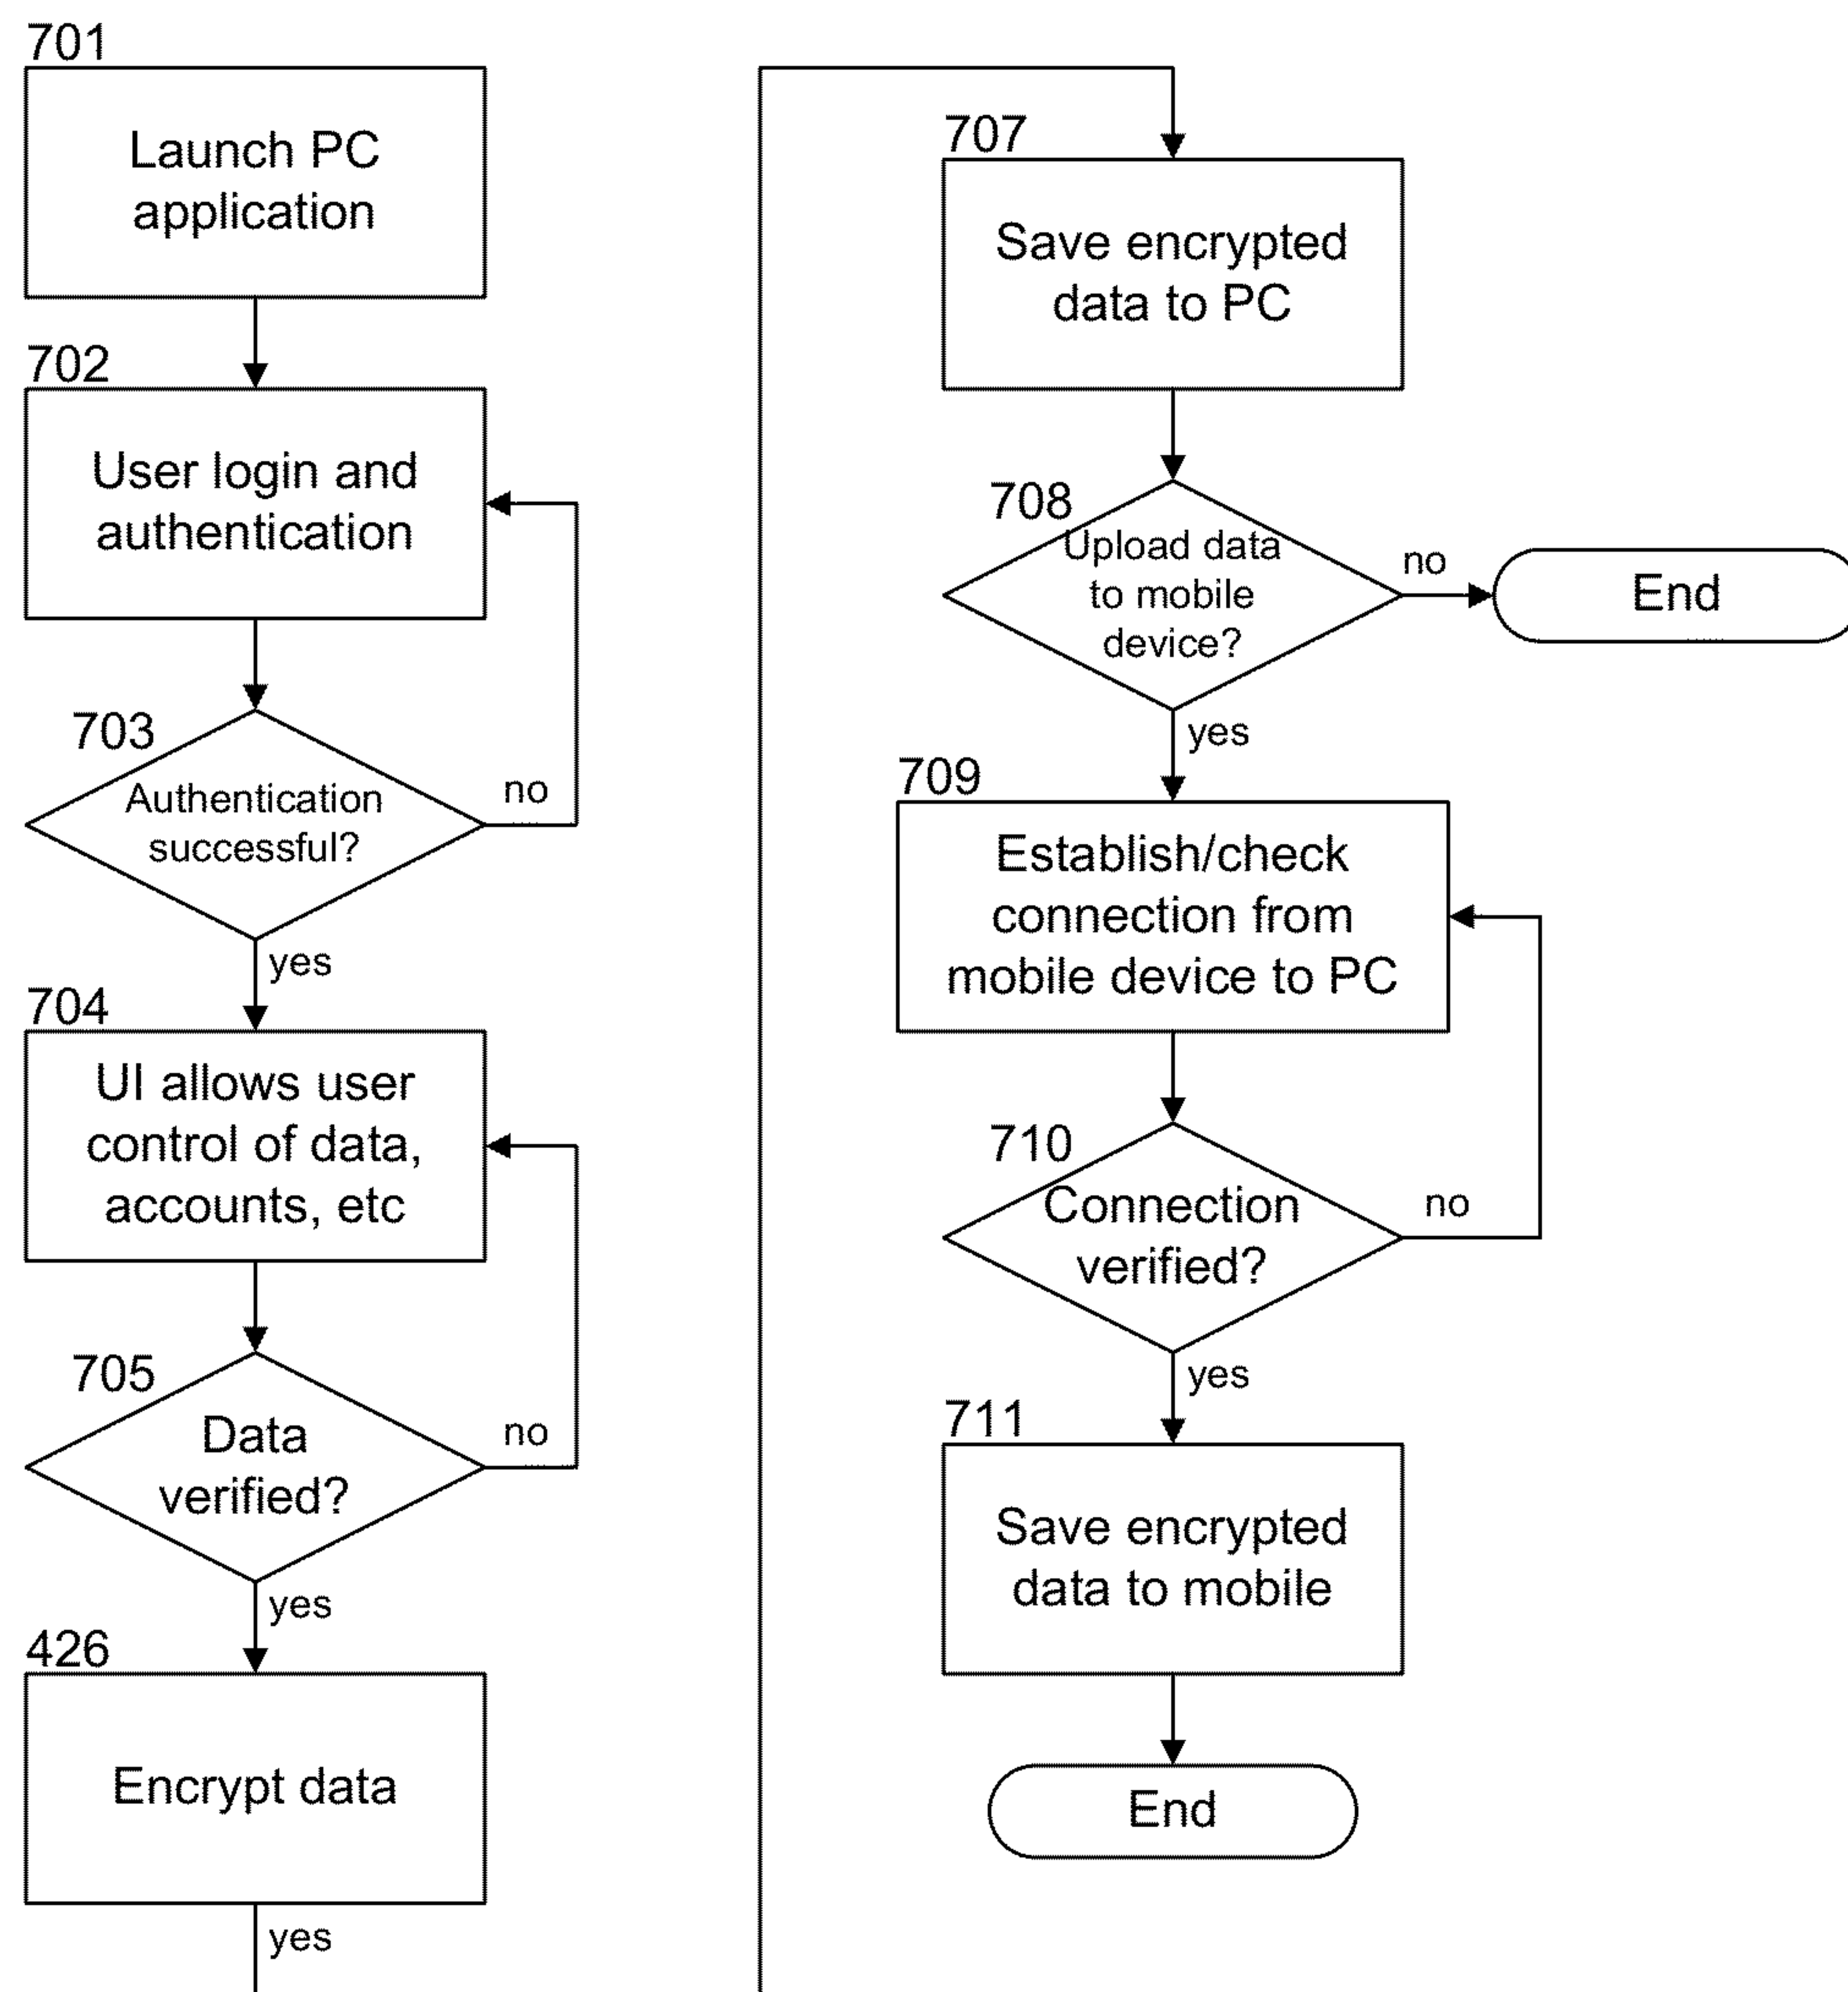 701
Launch PC
application
702
User login and
authentication
703
Authentication
successful?
no
yes
704
UI allows user
control of data,
accounts, etc
705
Data
verified?
no
yes
426
Encrypt data
yes
707
Save encrypted
data to PC
708
Upload data
to mobile
device?
no
End
yes
709
Establish/check
connection from
mobile device to PC
710
Connection
verified?
no
yes
711
Save encrypted
data to mobile
End